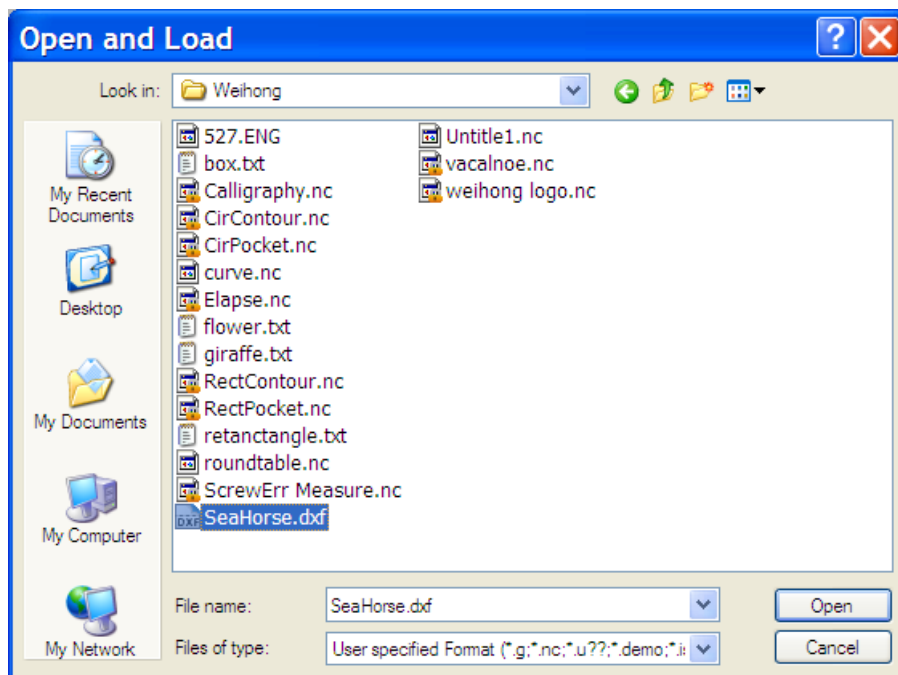 Open and Load
Look in: Weihong
My Recent
Documents
Desktop
My Documents
My Computer
My Network
527.ENG
box.txt
Calligraphy.nc
CirContour.nc
CirPocket.nc
curve.nc
Elapse.nc
flower.txt
giraffe.txt
RectContour.nc
RectPocket.nc
retanctangle.txt
roundtable.nc
ScrewErr Measure.nc
DXF SeaHorse.dxf
Untitle1.nc
vacalnoe.nc
weihong logo.nc
File name: SeaHorse.dxf Open
Files of type: User specified Format (*.g;*.nc;*.u??;*.demo;*.i Cancel